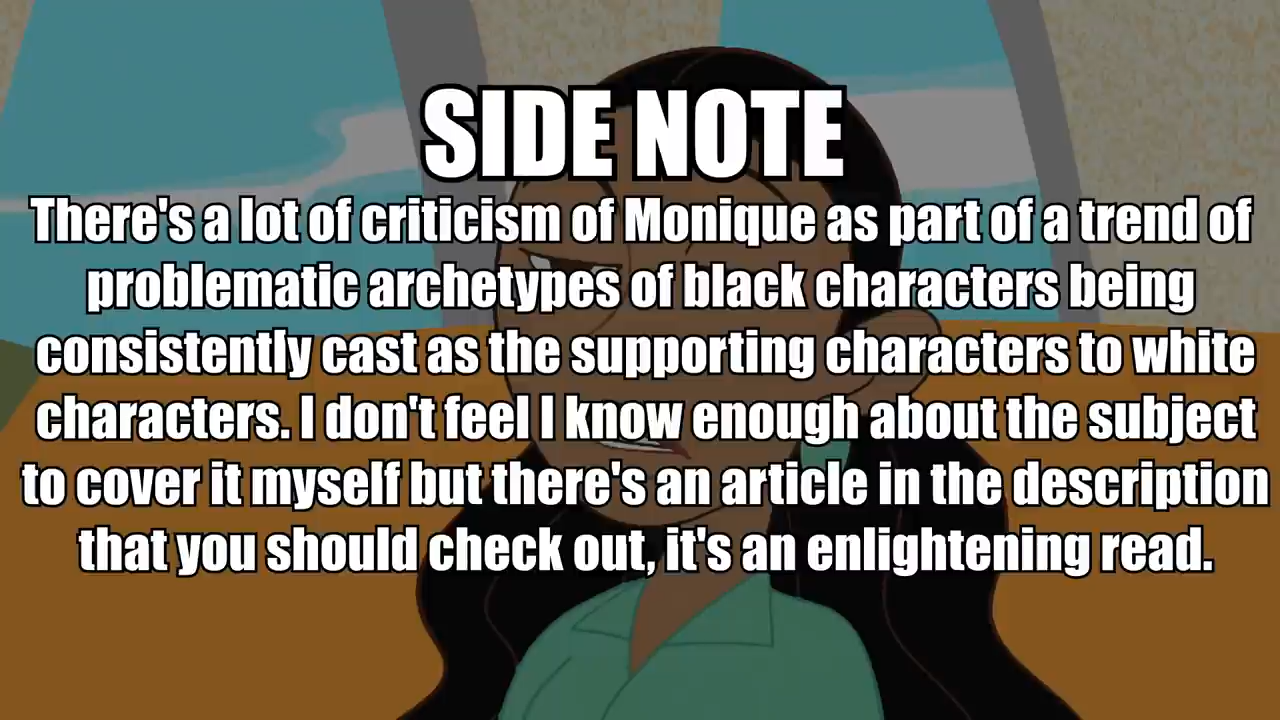 SIDE NOTE
There's a lot of criticism of Monique as part of a trend of
problematic archetypes of black characters being
consistently cast as the supporting characters to white
characters. I don't feel I know enough about the subject
to cover it myself but there's an article in the description
that you should check out, it's an enlightening read.